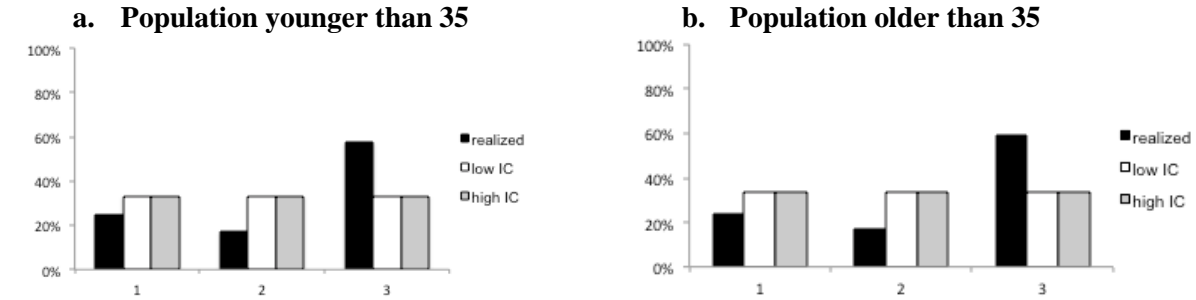 a. Population younger than 35
100%
80%
60%
40%
20%
0%
1 2 3
realized
low IC
high IC
b. Population older than 35
100%
80%
60%
40%
20%
0%
1 2 3
realized
low IC
high IC